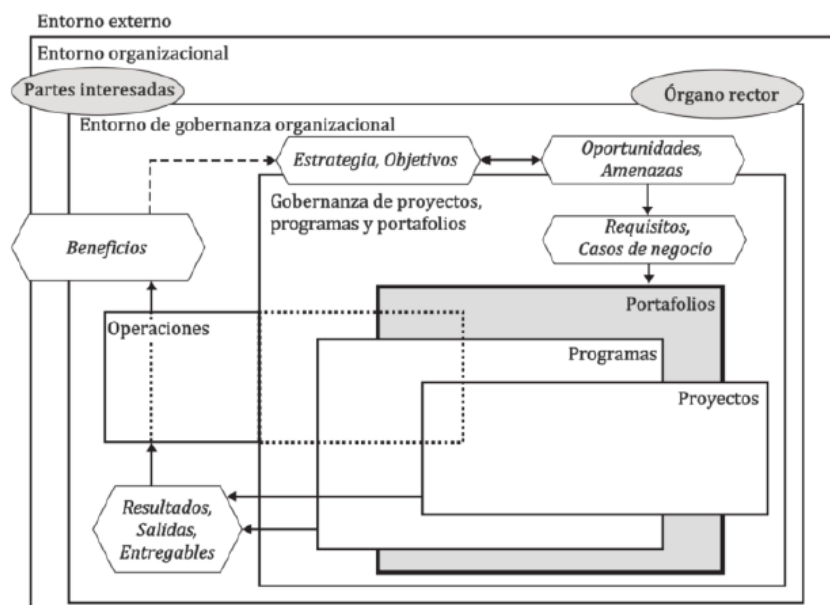 Entorno externo
Entorno organizacional
Partes interesadas
Órgano rector
Entorno de gobernanza organizacional
Estrategia, Objetivos
Oportunidades,
Amenazas
Gobernanza de proyectos,
programas y portafolios
Requisitos,
Casos de negocio
Beneficios
Portafolios
Operaciones
Programas
Proyectos
Resultados,
Salidas,
Entregables